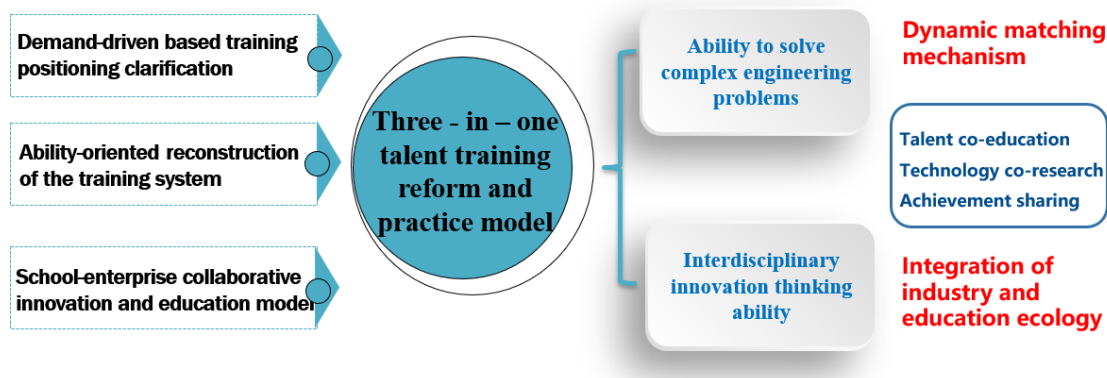 Demand-driven based training
positioning clarification
Ability-oriented reconstruction
of the training system
School-enterprise collaborative
innovation and education model
Three - in – one
talent training
reform and
practice model
Ability to solve
complex engineering
problems
Interdisciplinary
innovation thinking
ability
Dynamic matching
mechanism
Talent co-education
Technology co-research
Achievement sharing
Integration of
industry and
education ecology